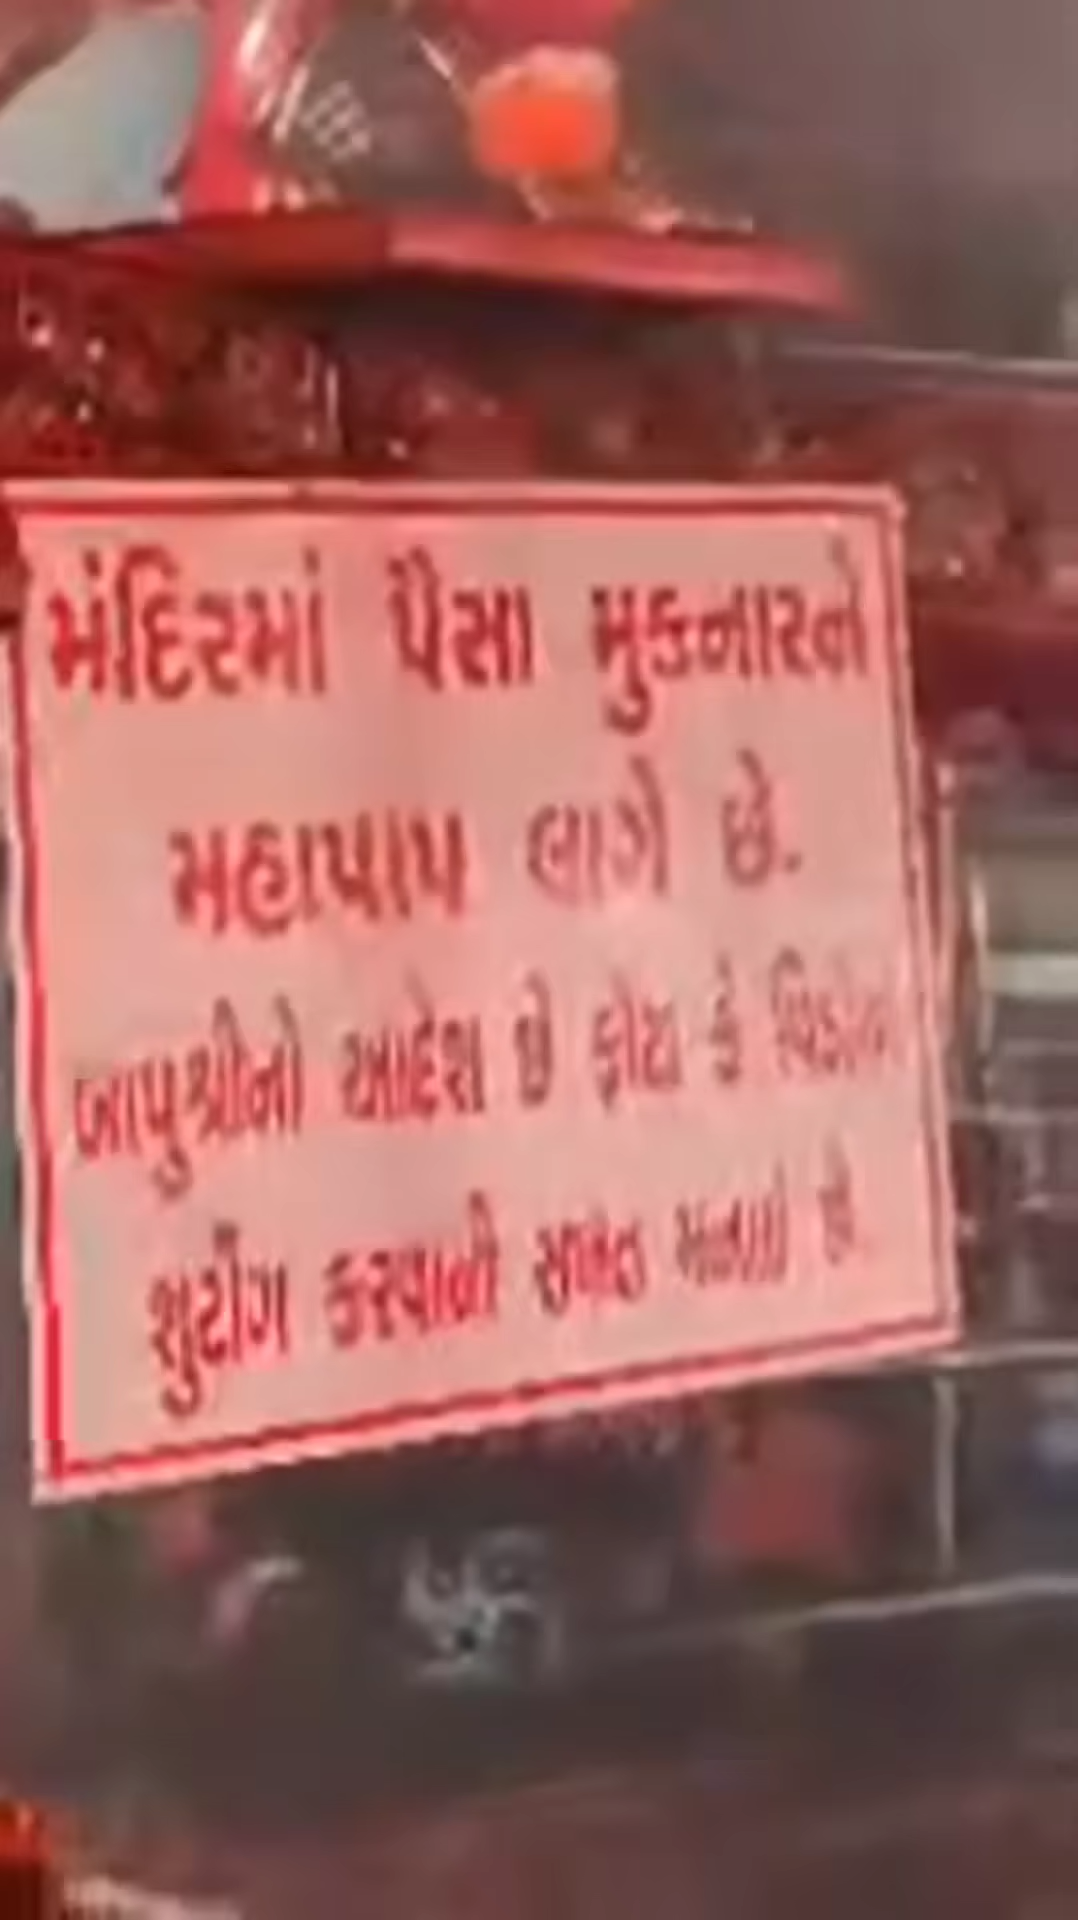 મંદિરમાં પૈસા મુકનારને
મહાપાપ લાગે છે.
બાપુશ્રીનો આદેશ છે ફોટા કે
શુટીગ કરવાની સખત મનાઈ છે.